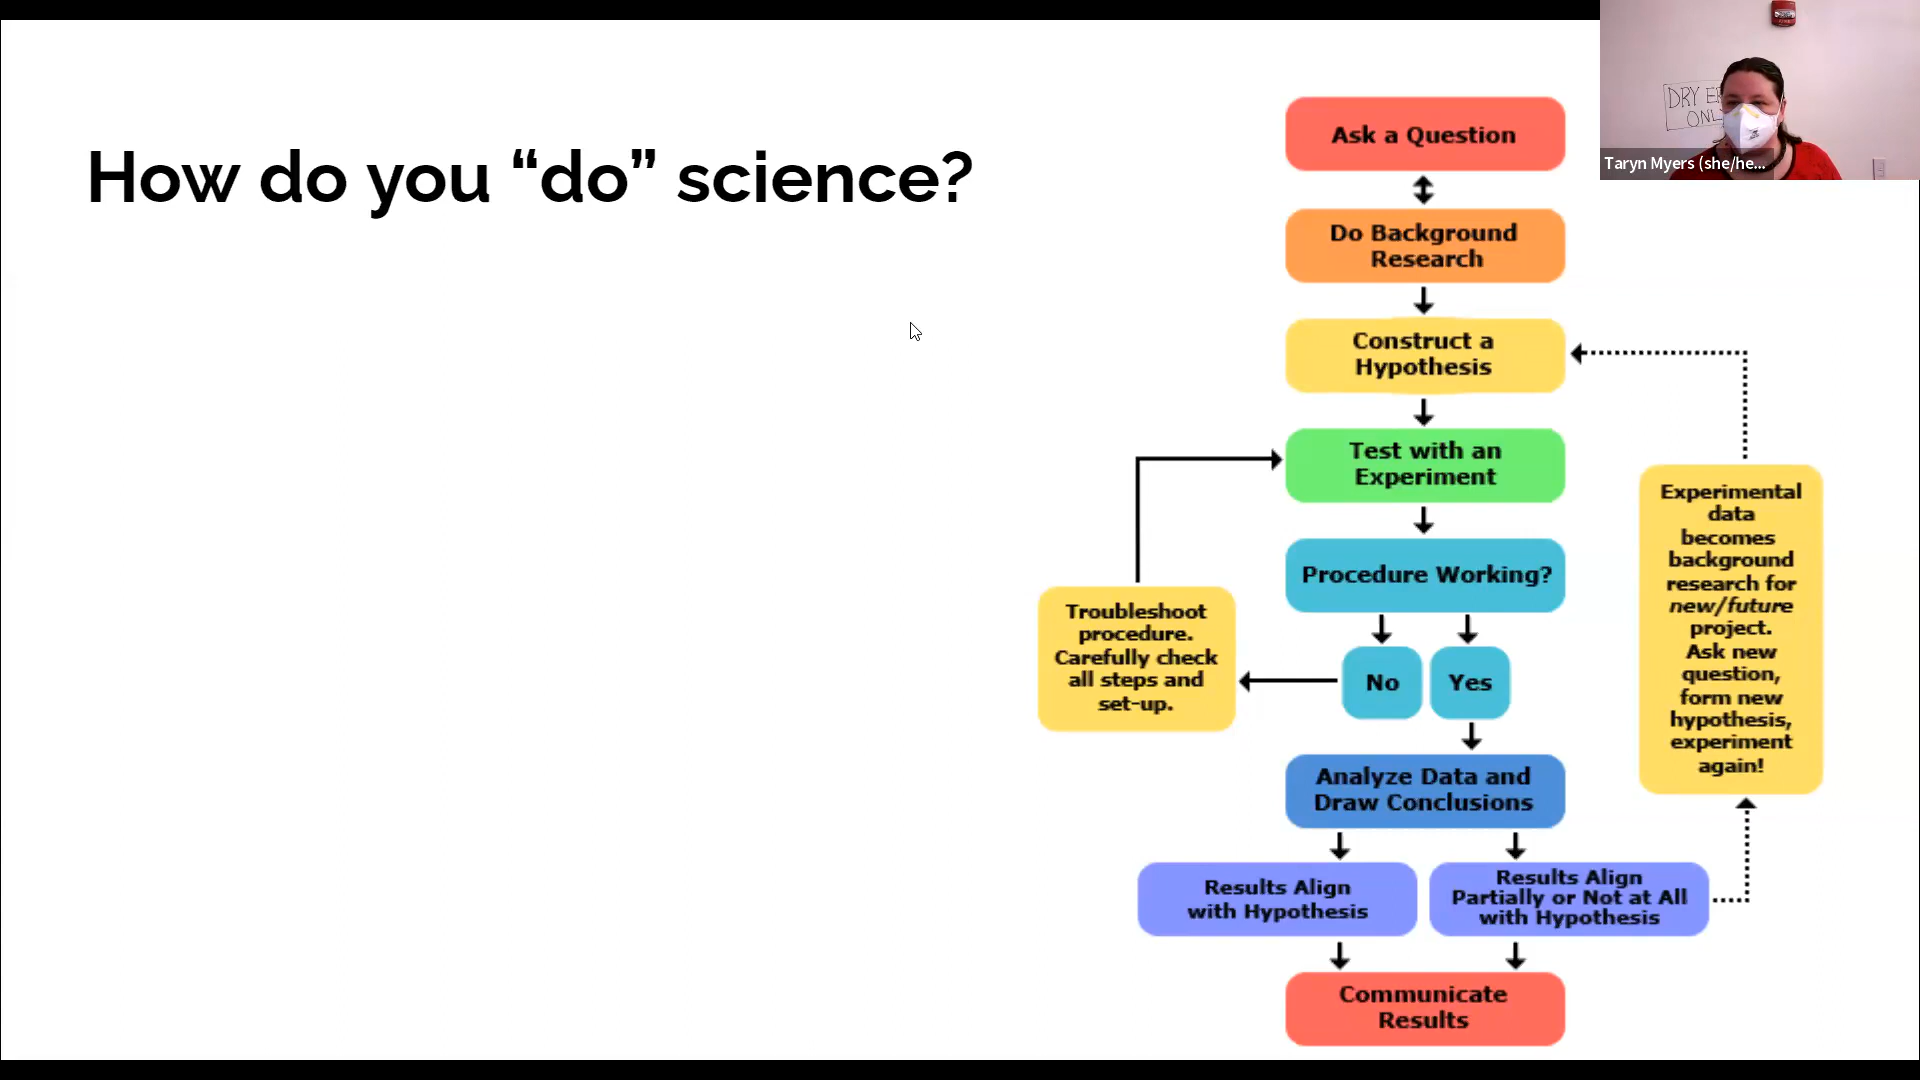 How do you “do” science?
Ask a Question
Do Background
Research
Construct a
Hypothesis
Test with an
Experiment
Procedure Working?
No
Yes
Troubleshoot
procedure.
Carefully check
all steps and
set-up.
Analyze Data and
Draw Conclusions
Results Align
with Hypothesis
Results Align
Partially or Not at All
with Hypothesis
Communicate
Results
Experimental
data
becomes
background
research for
new/future
project.
Ask new
question,
form new
hypothesis,
experiment
again!
DRY
Taryn Myers (she/he...